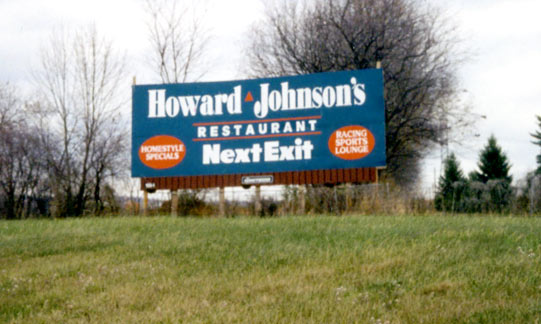 Howard Johnson's
RESTAURANT
Next Exit
HOMESTYLE
SPECIALS
RACING
SPORTS
LOUNGE